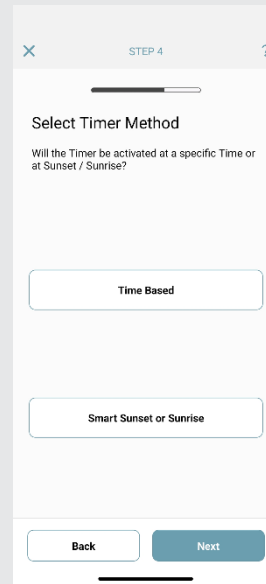 STEP 4
Select Timer Method
Will the Timer be activated at a specific Time or
at Sunset / Sunrise?
Time Based
Smart Sunset or Sunrise
Back
Next